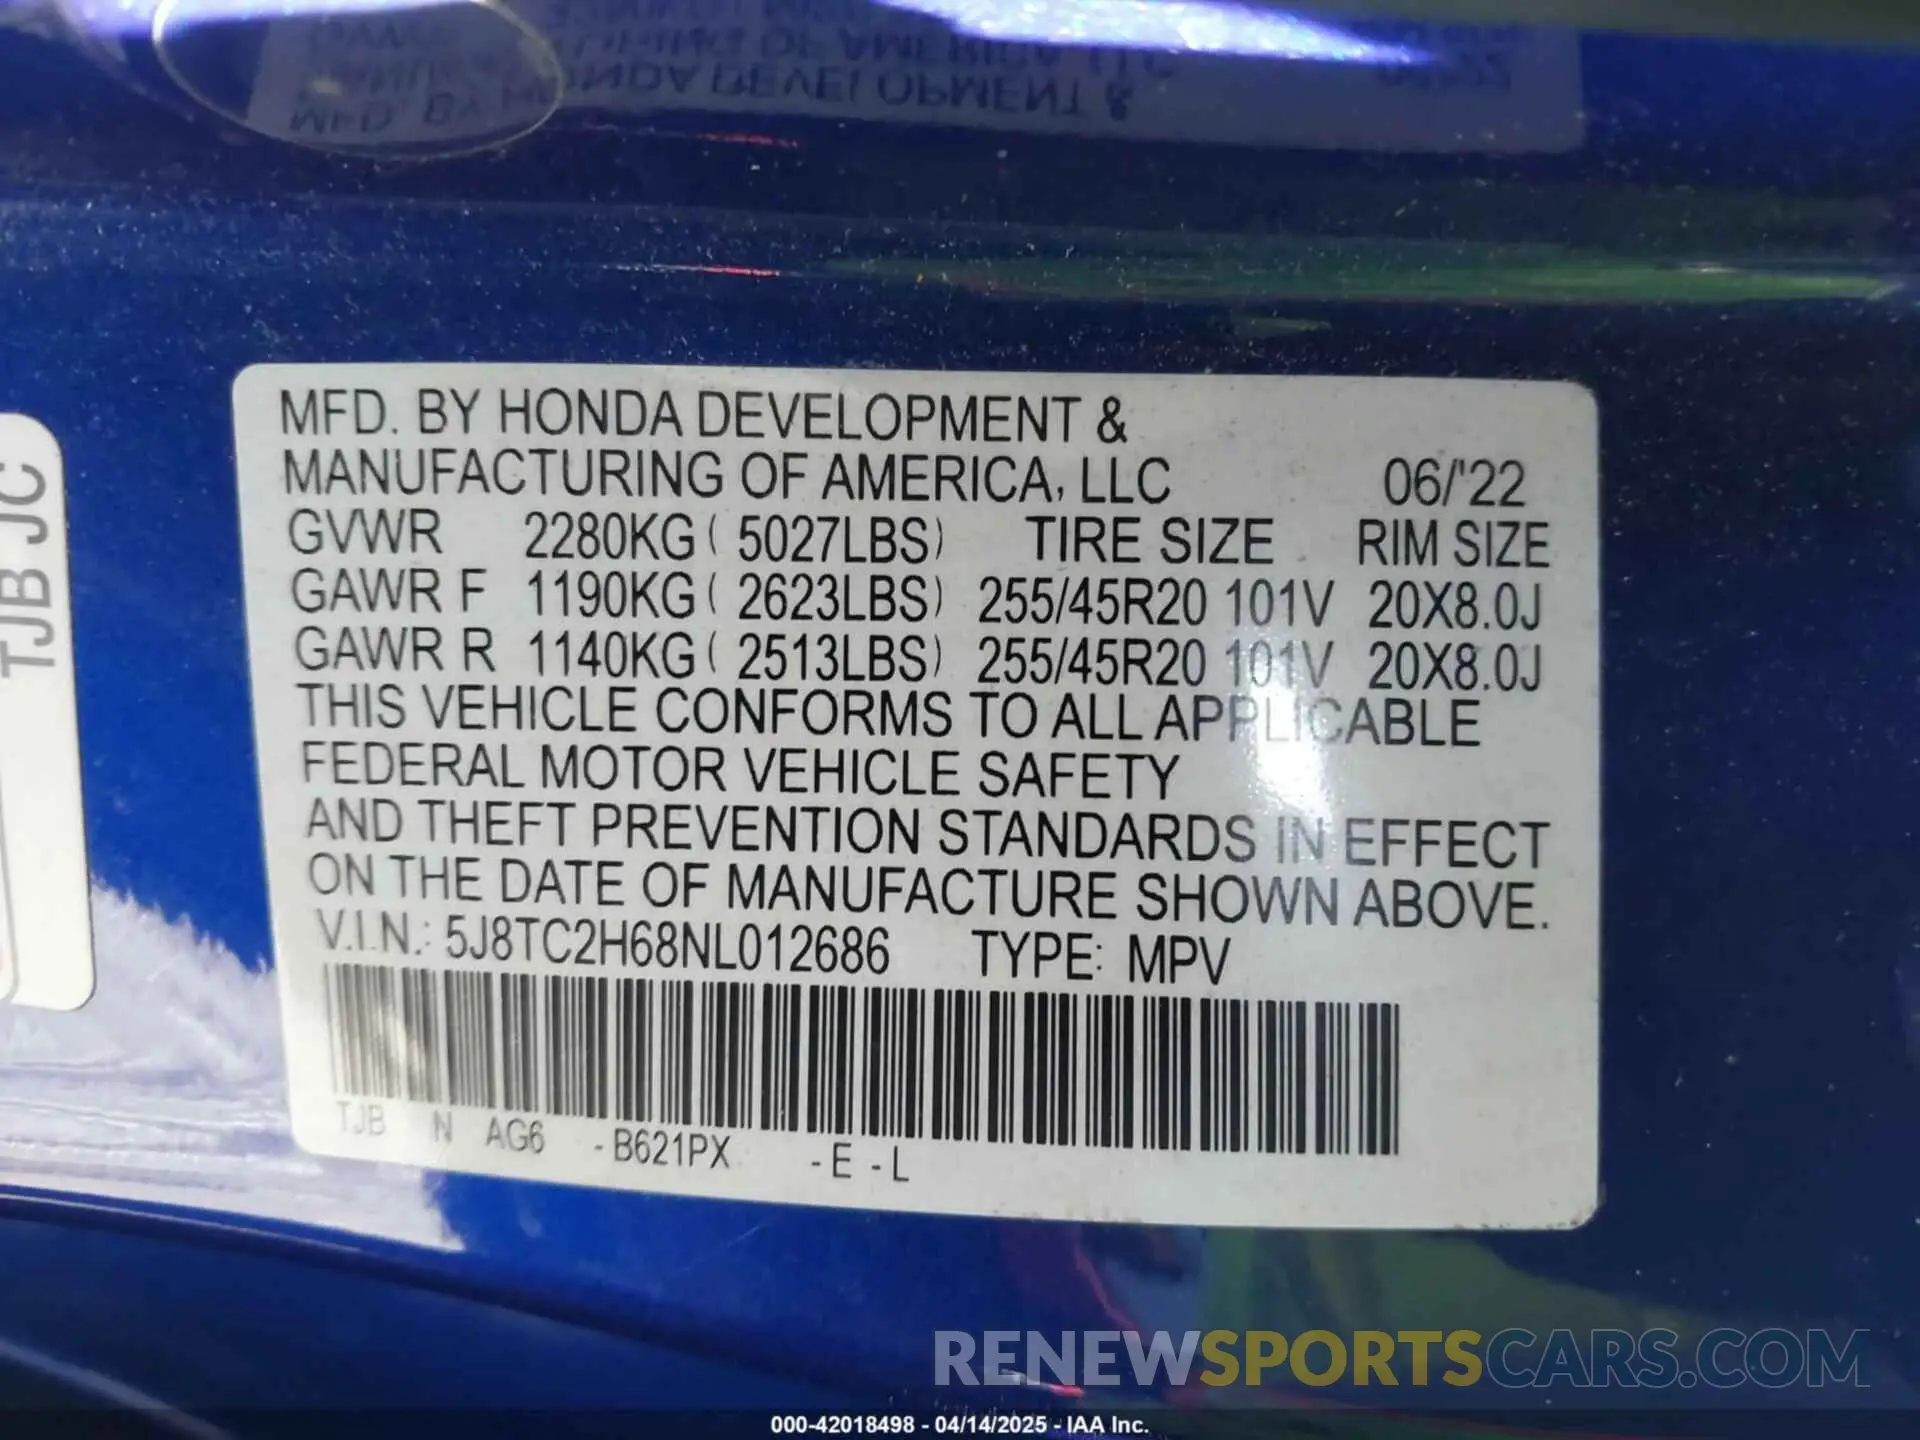 MFD. BY HONDA DEVELOPMENT &
MANUFACTURING OF AMERICA, LLC 06/'22
GVWR 2280KG ( 5027LBS) TIRE SIZE RIM SIZE
GAWR F 1190KG ( 2623LBS) 255/45R20 101V 20X8.0J
GAWR R 1140KG ( 2513LBS) 255/45R20 101V 20X8.0J
THIS VEHICLE CONFORMS TO ALL APPLICABLE
FEDERAL MOTOR VEHICLE SAFETY
AND THEFT PREVENTION STANDARDS IN EFFECT
ON THE DATE OF MANUFACTURE SHOWN ABOVE.
V.I.N.: 5J8TC2H68NL012686 TYPE: MPV
TJB N AG6 -B621PX -E -L
TJB JC
RENEWSPORTSCARS.COM
000-42018498 - 04/14/2025 - IAA Inc.